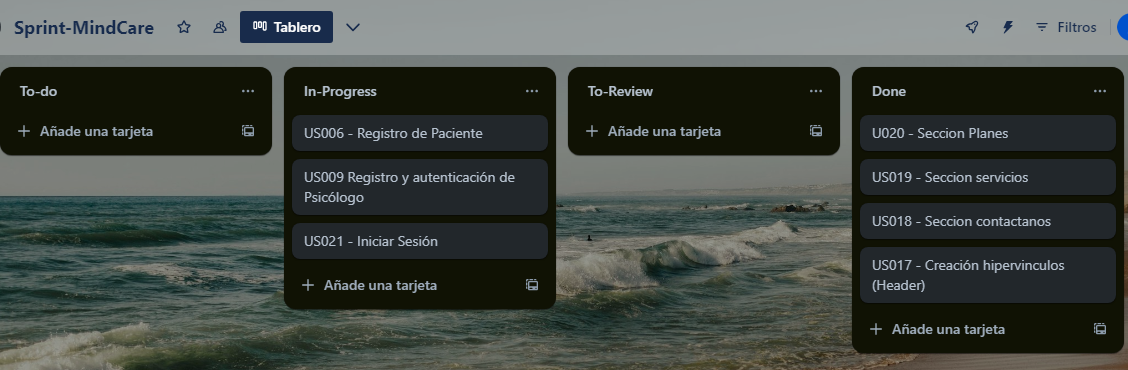 Sprint-MindCare
Tablero
Filtros
To-do
Añade una tarjeta
In-Progress
US006 - Registro de Paciente
US009 Registro y autenticación de
Psicólogo
US021 - Iniciar Sesión
Añade una tarjeta
To-Review
Añade una tarjeta
Done
U020 - Seccion Planes
US019 - Seccion servicios
US018 - Seccion contactanos
US017 - Creación hipervinculos
(Header)
Añade una tarjeta